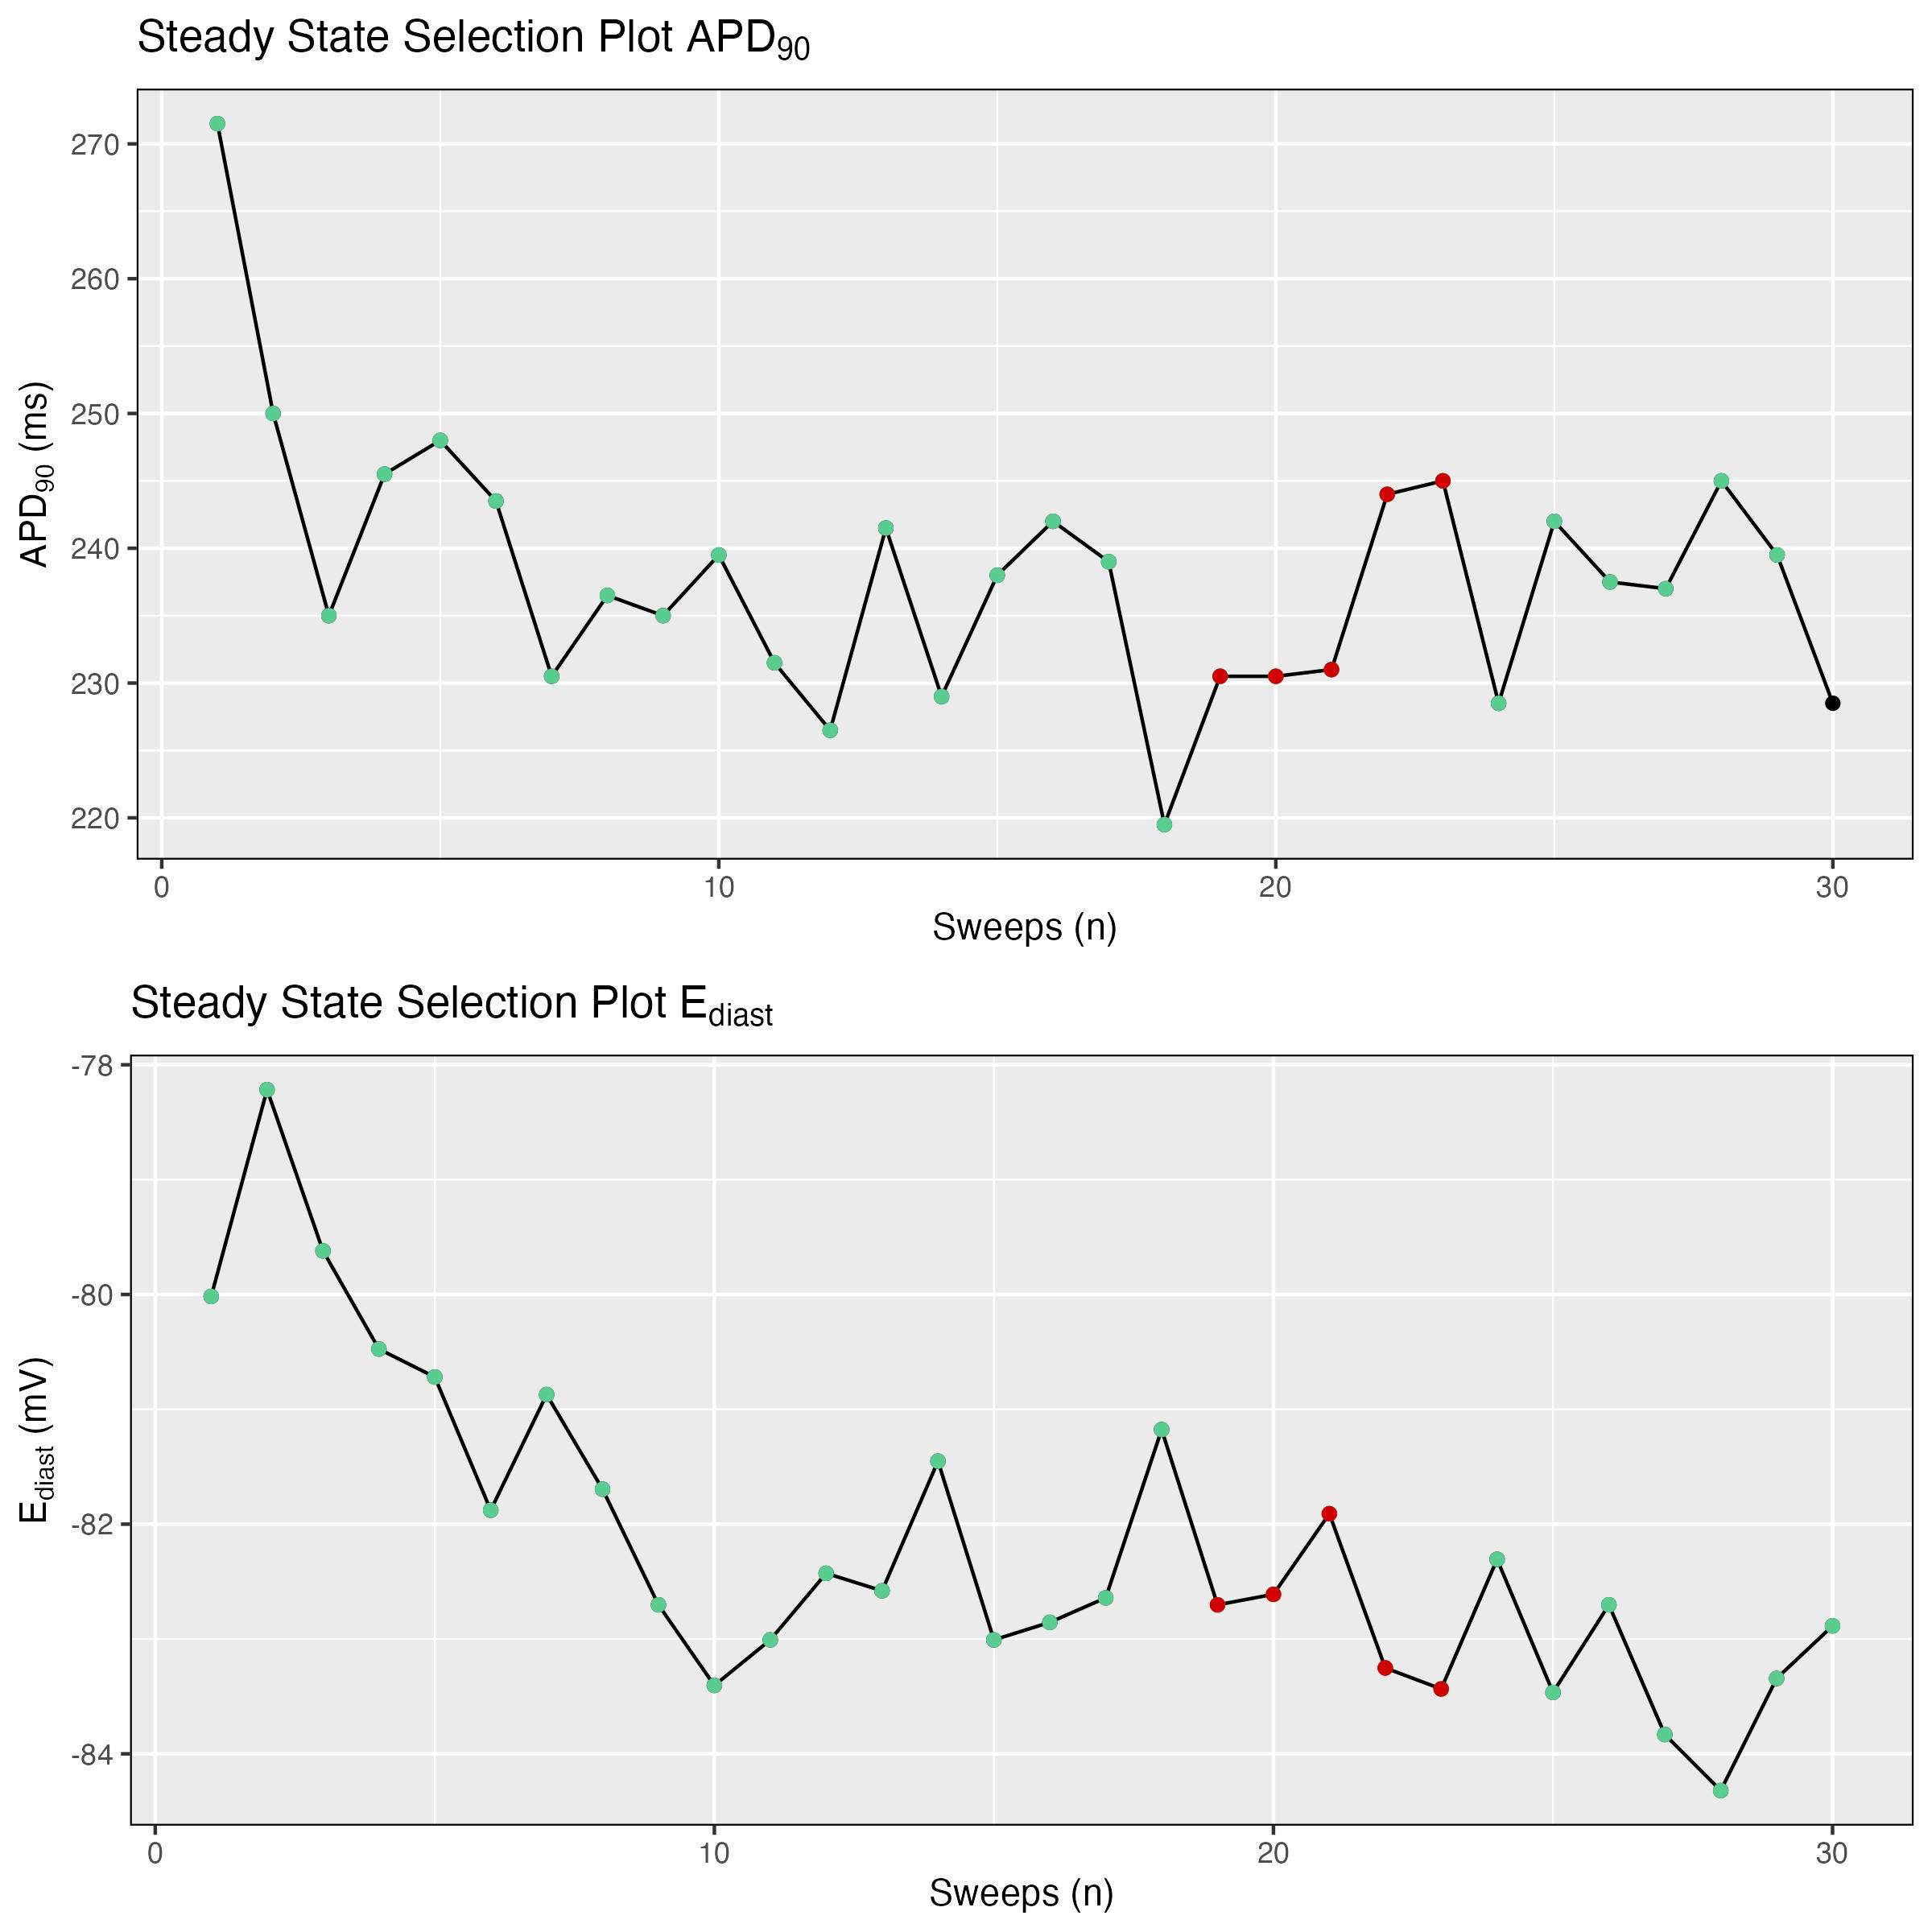 Steady State Selection Plot APD90
APD90 (ms)
270
260
250
240
230
220
0 10 20 30
Sweeps (n)
Steady State Selection Plot Ediast
Ediast (mV)
-78
-80
-82
-84
0 10 20 30
Sweeps (n)